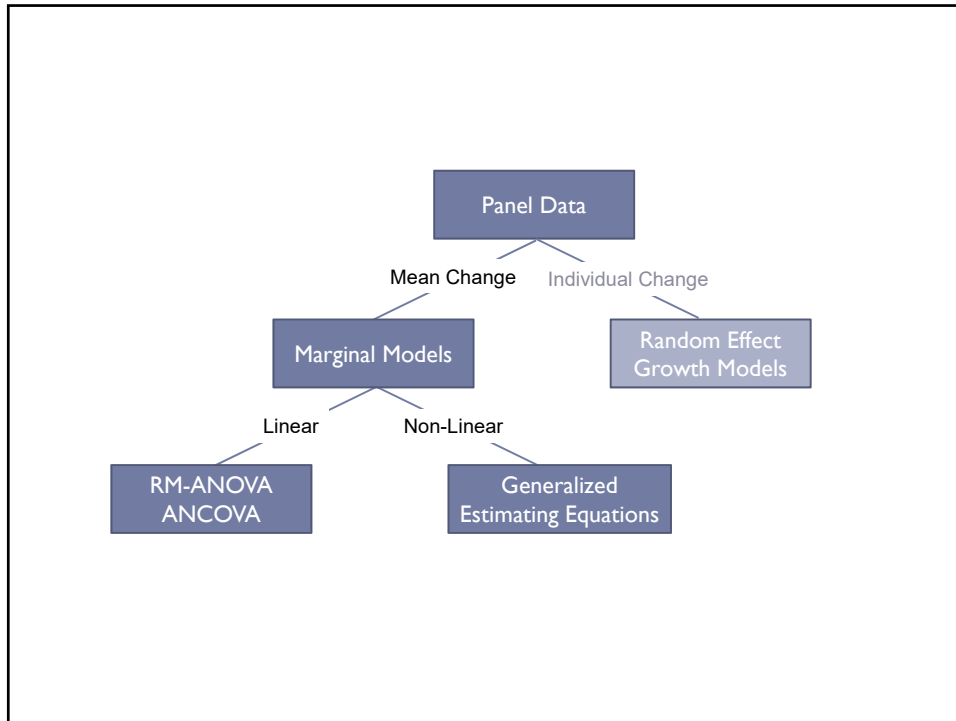 Panel Data
Mean Change
Individual Change
Marginal Models
Random Effect
Growth Models
Linear
Non-Linear
RM-ANOVA
ANCOVA
Generalized
Estimating Equations